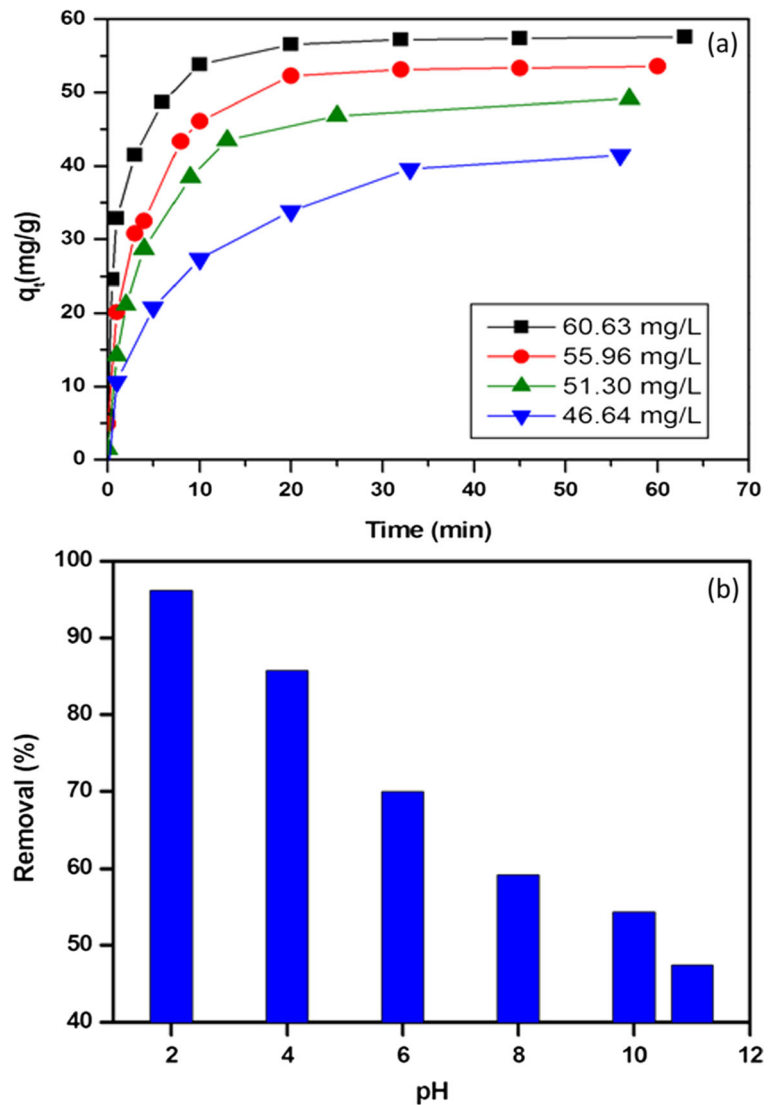 (a)
60
50
40
30
20
10
0
qt(mg/g)
60.63 mg/L
55.96 mg/L
51.30 mg/L
46.64 mg/L
0 10 20 30 40 50 60 70
Time (min)
(b)
100
90
80
70
60
50
40
Removal (%)
2 4 6 8 10 12
pH